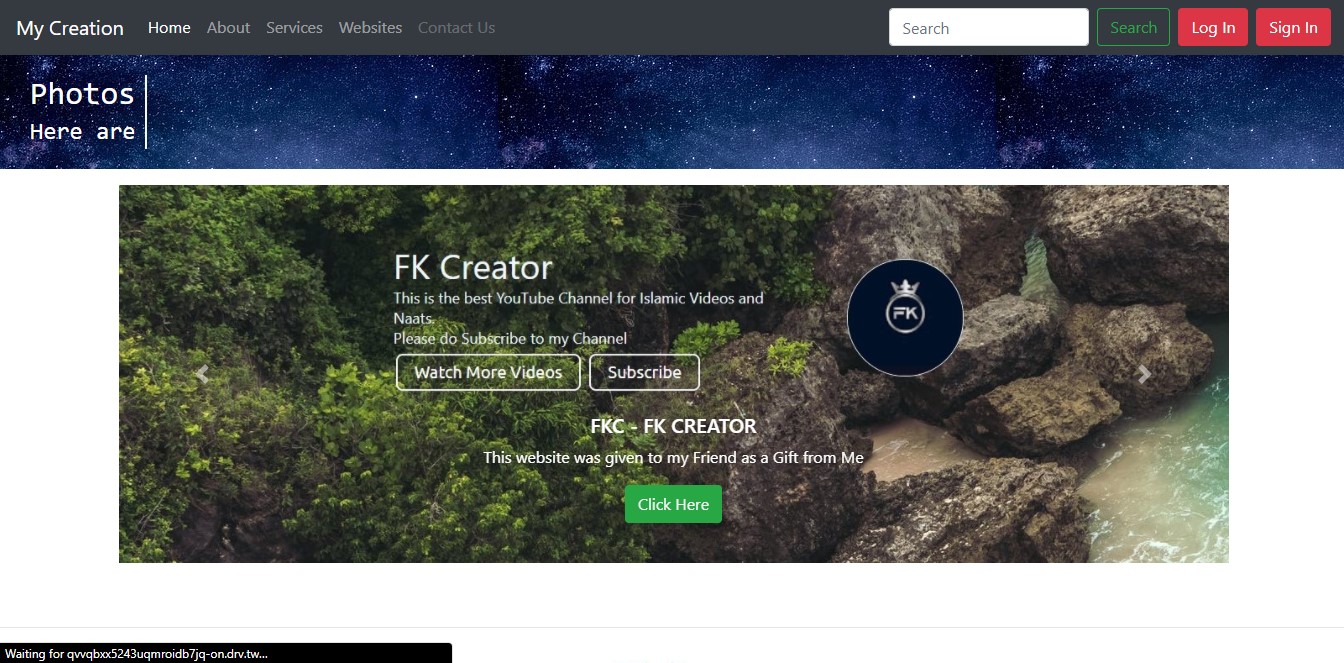 My Creation Home About Services Websites Contact Us Search Search Log In Sign In
Photos
Here are
FK Creator
This is the best YouTube Channel for Islamic Videos and
Naats.
Please do Subscribe to my Channel
Watch More Videos Subscribe
FK
FKC - FK CREATOR
This website was given to my Friend as a Gift from Me
Click Here
Waiting for qvvqbxx5243uqmroidb7jq-on.drv.tw...